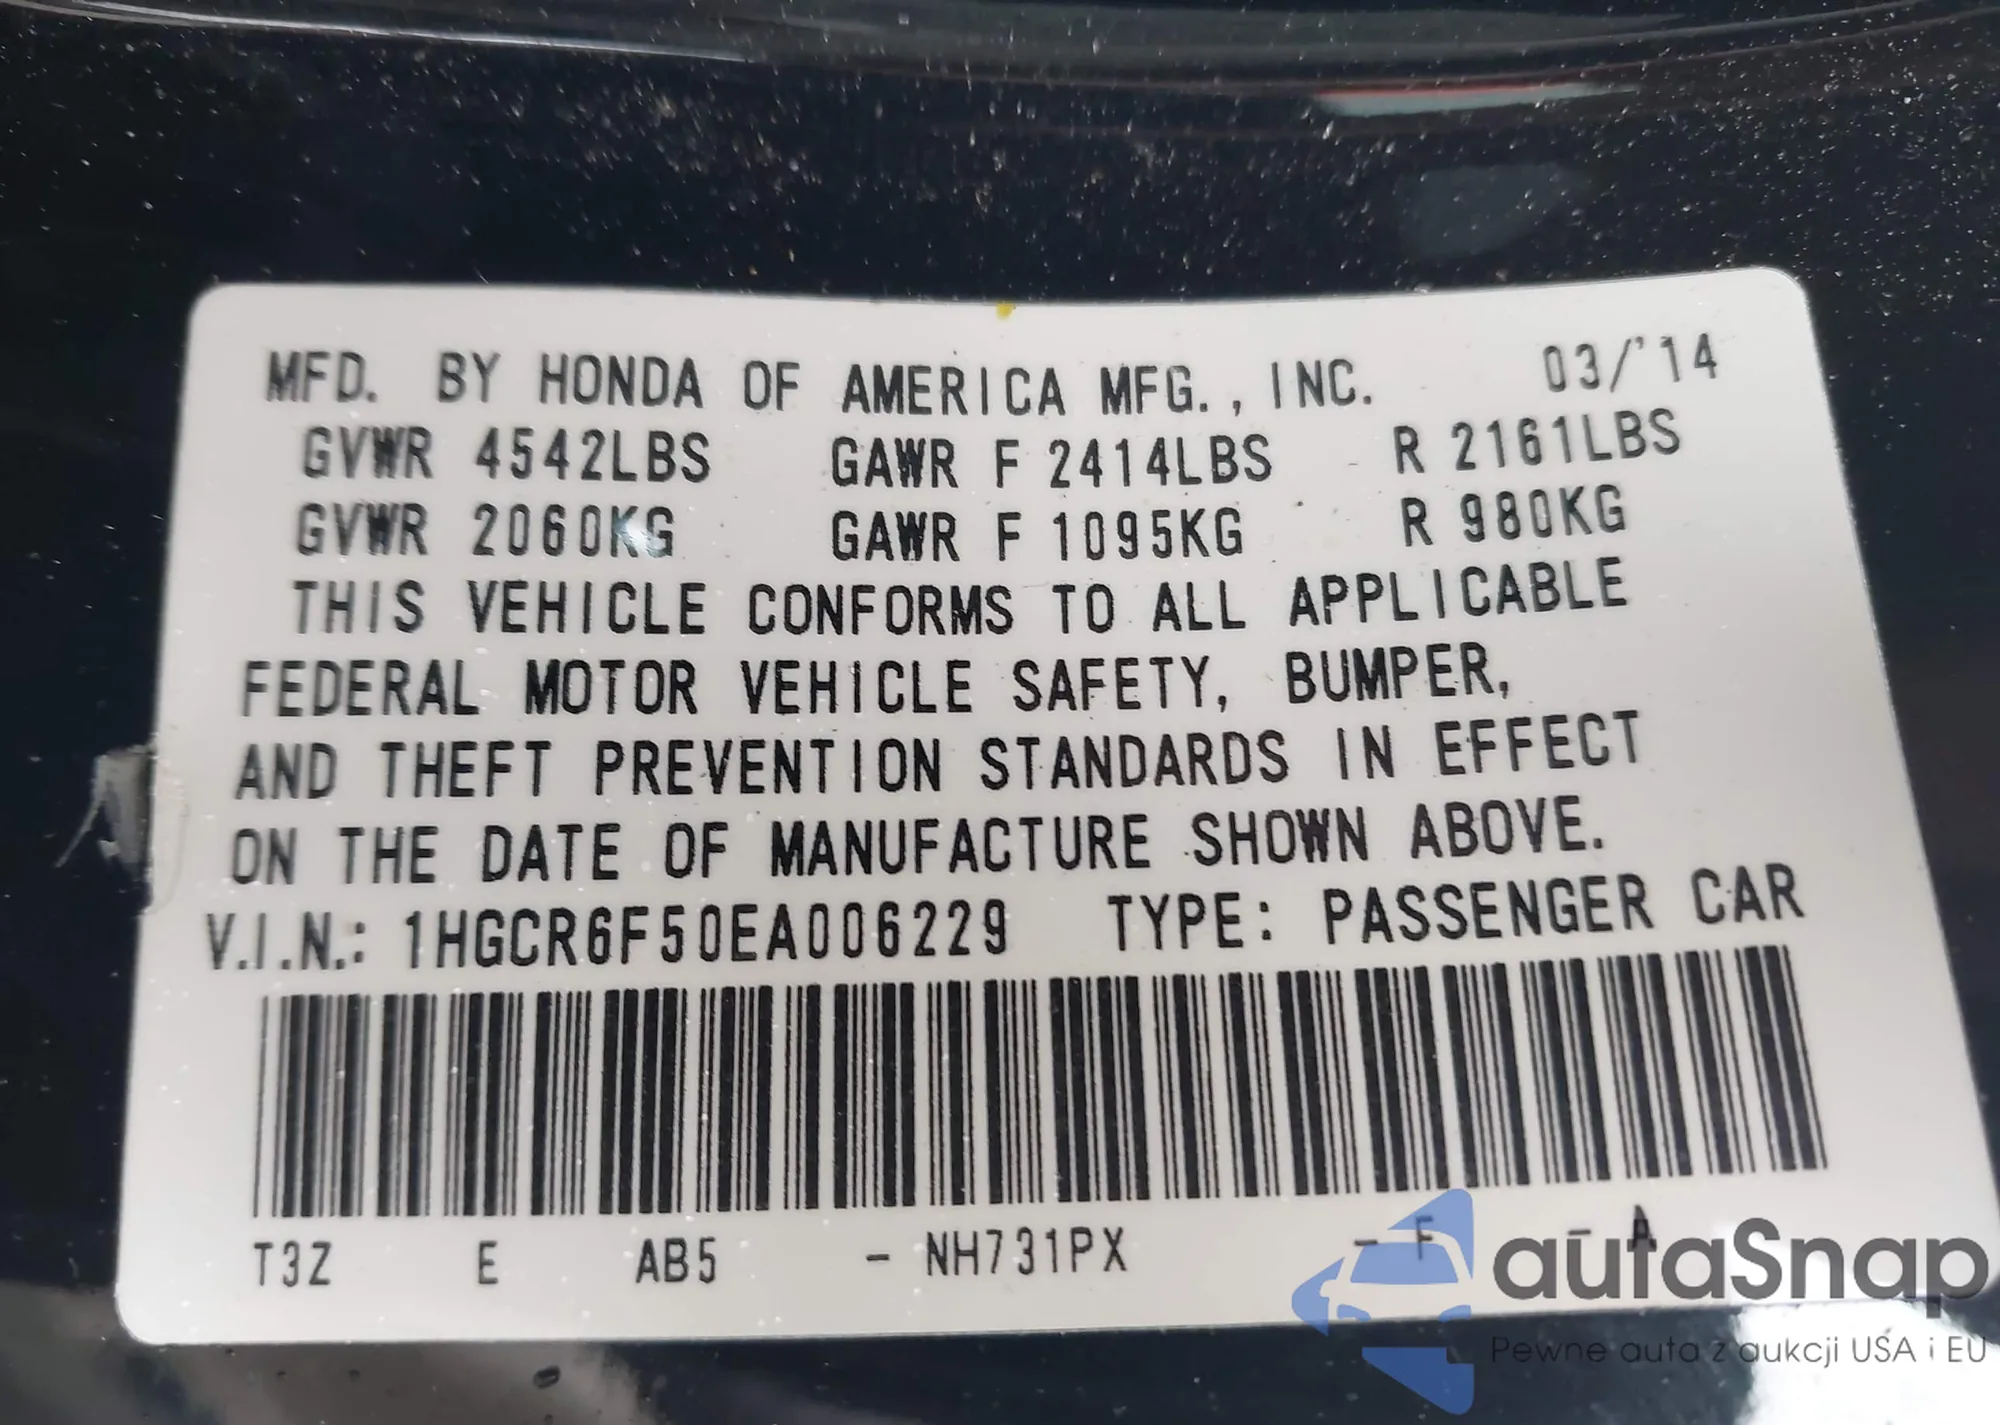 MFD. BY HONDA OF AMERICA MFG., INC. 03/'14
GVWR 4542LBS GAWR F 2414LBS R 2161LBS
GVWR 2060KG GAWR F 1095KG R 980KG
THIS VEHICLE CONFORMS TO ALL APPLICABLE
FEDERAL MOTOR VEHICLE SAFETY, BUMPER,
AND THEFT PREVENTION STANDARDS IN EFFECT
ON THE DATE OF MANUFACTURE SHOWN ABOVE.
V.I.N.: 1HGCR6F50EA006229 TYPE: PASSENGER CAR
T3Z E AB5 - NH731PX - F - A
autaSnap
Pewne auta z aukcji USA i EU